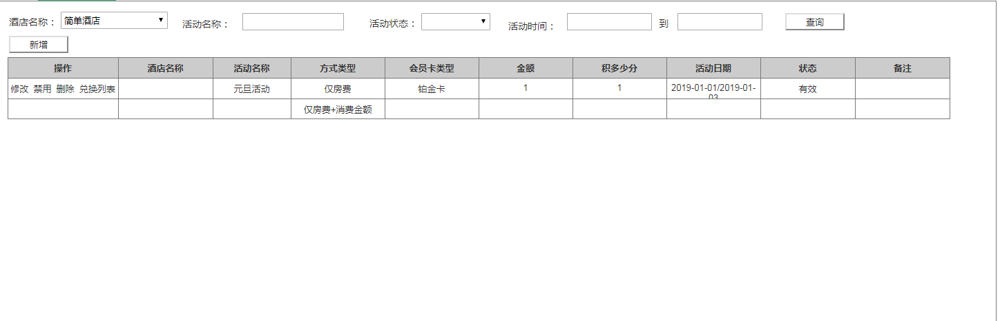 酒店名称： 简单酒店 活动名称： 活动状态： 活动时间： 到 查询
新增
操作 酒店名称 活动名称 方式类型 会员卡类型 金额 积多少分 活动日期 状态 备注
修改 禁用 删除 兑换列表 元旦活动 仅房费 铂金卡 1 1 2019-01-01/2019-01-03 有效
仅房费+消费金额